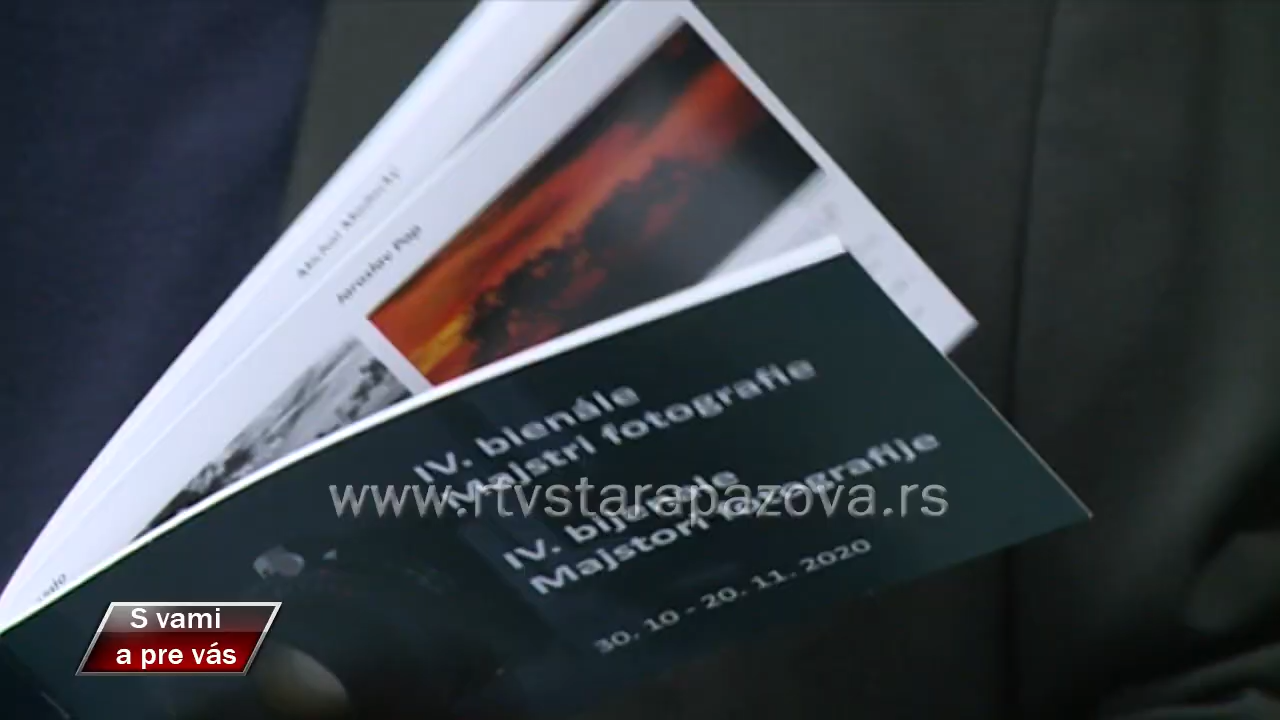 Jaroslav Pop
IV. bienále
Majstri fotografie
IV. bijenale
Majstori fotografije
30. 10 - 20. 11. 2020
www.rtvstarapazova.rs
S vami
a pre vás